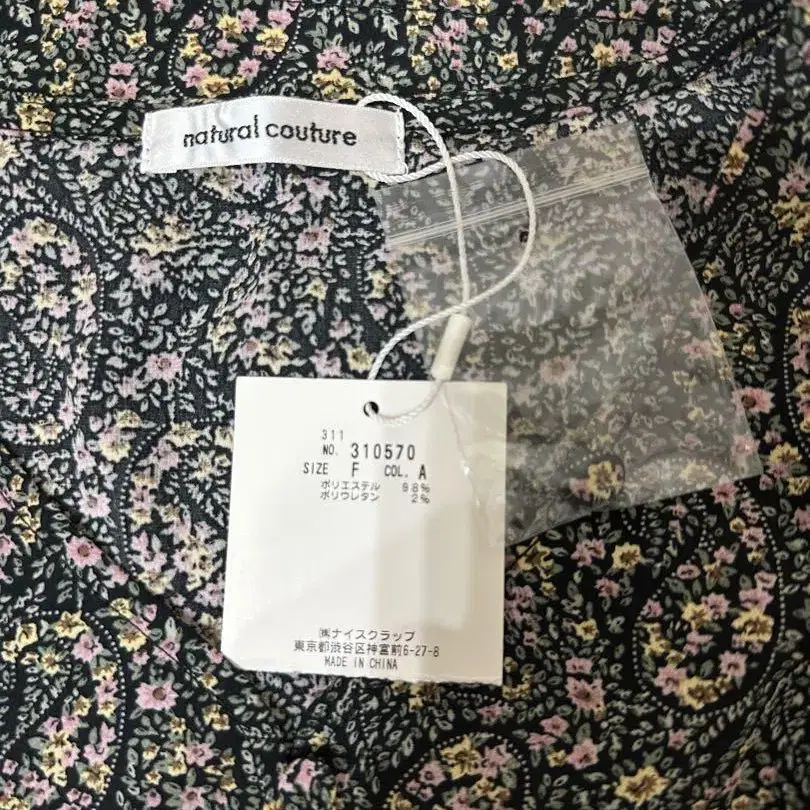 natural couture
311
NO. 310570
SIZE F COL. A
ポリエステル 98%
ポリウレタン 2%
㈱ナイスクラップ
東京都渋谷区神宮前6-27-8
MADE IN CHINA